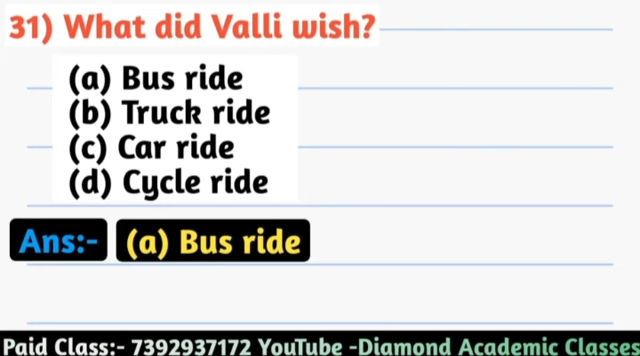 31) What did Valli wish?
(a) Bus ride
(b) Truck ride
(c) Car ride
(d) Cycle ride
Ans:- (a) Bus ride
Paid Class:- 7392937172 YouTube -Diamond Academic Classes